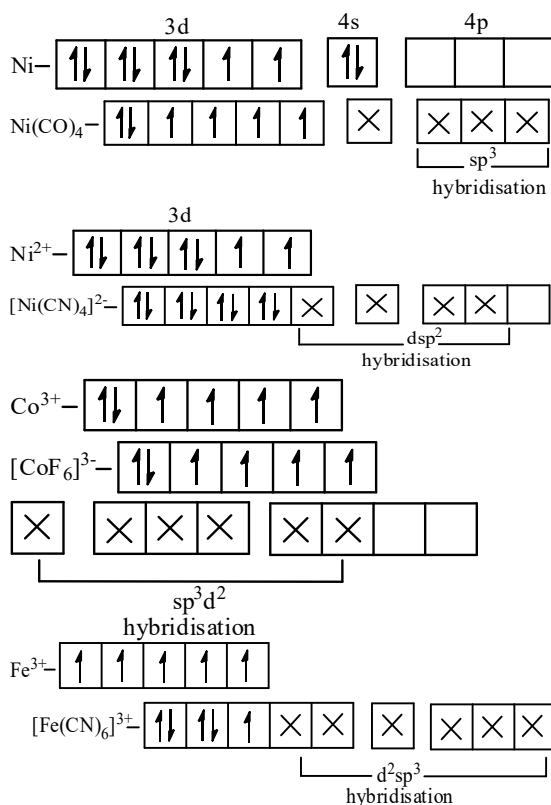 3d 4s 4p
Ni–
Ni(CO)₄–
sp³
hybridisation
3d
Ni²⁺–
[Ni(CN)₄]²⁻
dsp²
hybridisation
Co³⁺–
[CoF₆]³⁻
sp³d²
hybridisation
Fe³⁺–
[Fe(CN)₆]³⁺
d²sp³
hybridisation